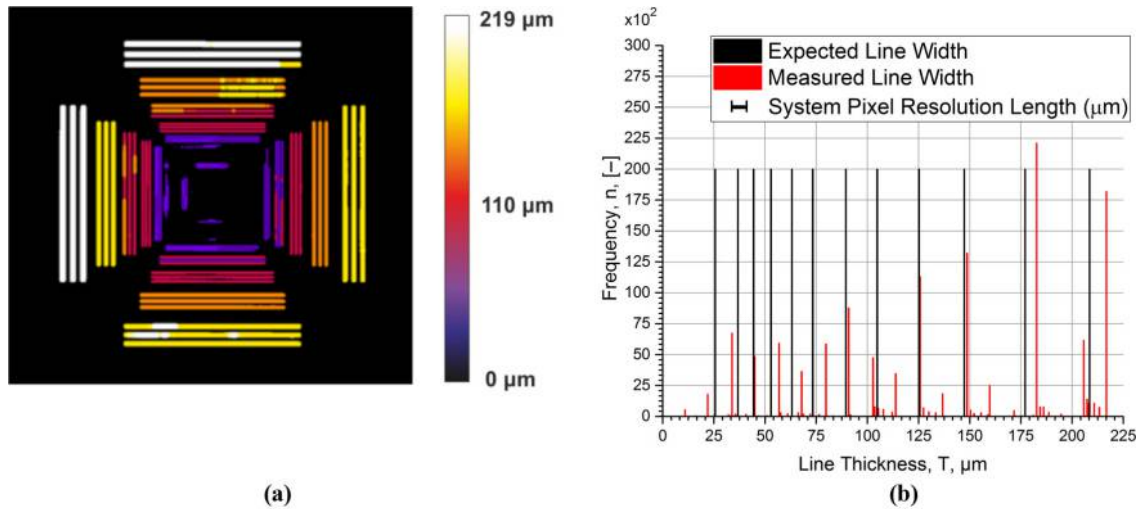 219 µm
110 µm
0 µm
(a)
x10²
300
275
250
225
200
175
150
125
100
75
50
25
0
Frequency, n, [–]
Expected Line Width
Measured Line Width
System Pixel Resolution Length (µm)
0 25 50 75 100 125 150 175 200 225
Line Thickness, T, µm
(b)